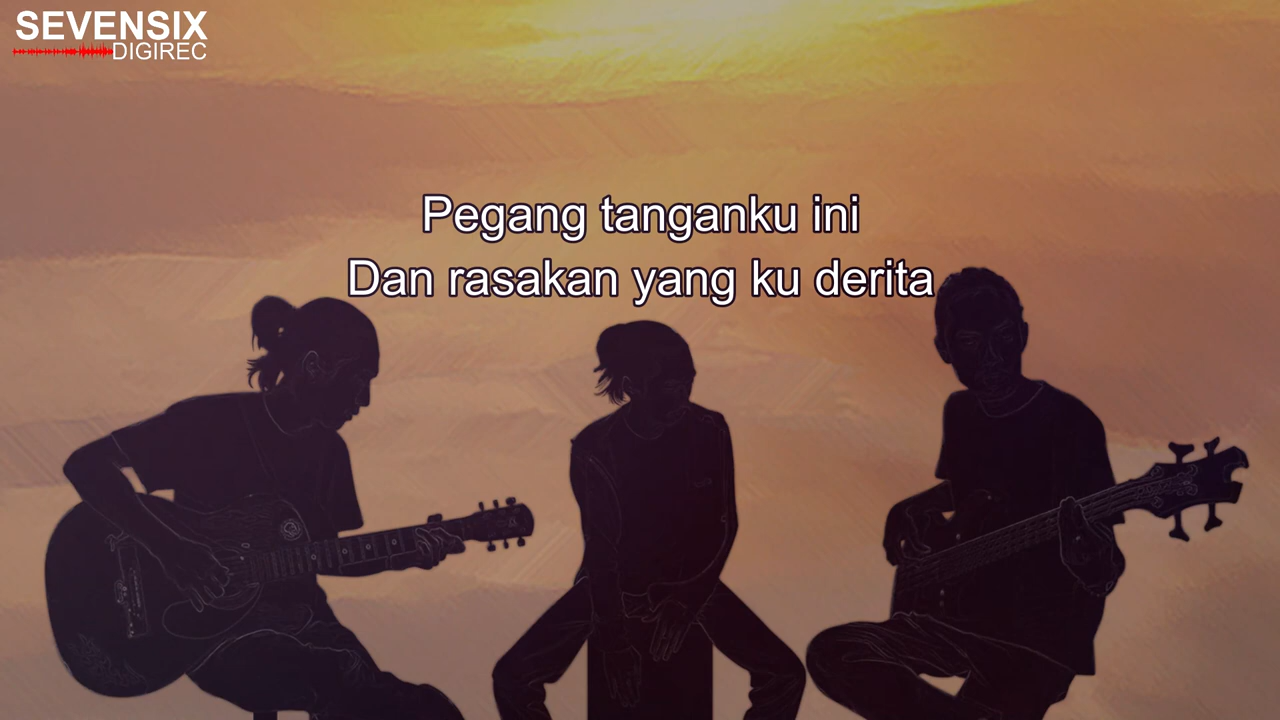 SEVENSIX
DIGIREC
Pegang tanganku ini
Dan rasakan yang ku derita